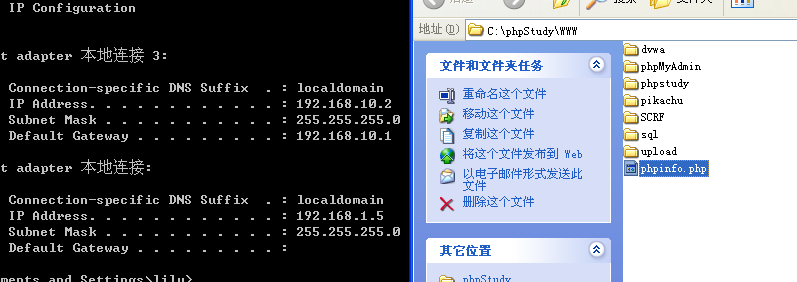 IP Configuration
t adapter 本地连接 3:
Connection-specific DNS Suffix  . : localdomain
IP Address. . . . . . . . . . . . : 192.168.10.2
Subnet Mask . . . . . . . . . . . : 255.255.255.0
Default Gateway . . . . . . . . . : 192.168.10.1
t adapter 本地连接:
Connection-specific DNS Suffix  . : localdomain
IP Address. . . . . . . . . . . . : 192.168.1.5
Subnet Mask . . . . . . . . . . . : 255.255.255.0
Default Gateway . . . . . . . . . :
ments and Settings\lilu>
搜索
文件夹
地址(D) C:\phpStudy\WWW
文件和文件夹任务
重命名这个文件
移动这个文件
复制这个文件
将这个文件发布到 Web
以电子邮件形式发送此
文件
删除这个文件
其它位置
phpStudy
dvwa
phpMyAdmin
phpstudy
pikachu
SCRF
sql
upload
phpinfo.php